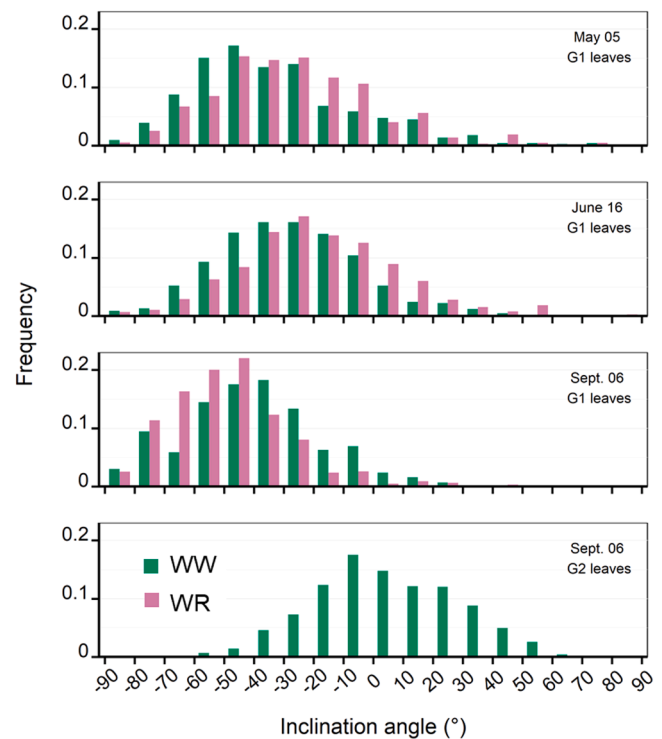 0.2
May 05
G1 leaves
0.1
0
0.2
June 16
G1 leaves
0.1
0
Frequency
0.2
Sept. 06
G1 leaves
0.1
0
0.2
Sept. 06
G2 leaves
WW
0.1
WR
0
-90 -80 -70 -60 -50 -40 -30 -20 -10 0 10 20 30 40 50 60 70 80 90
Inclination angle (°)